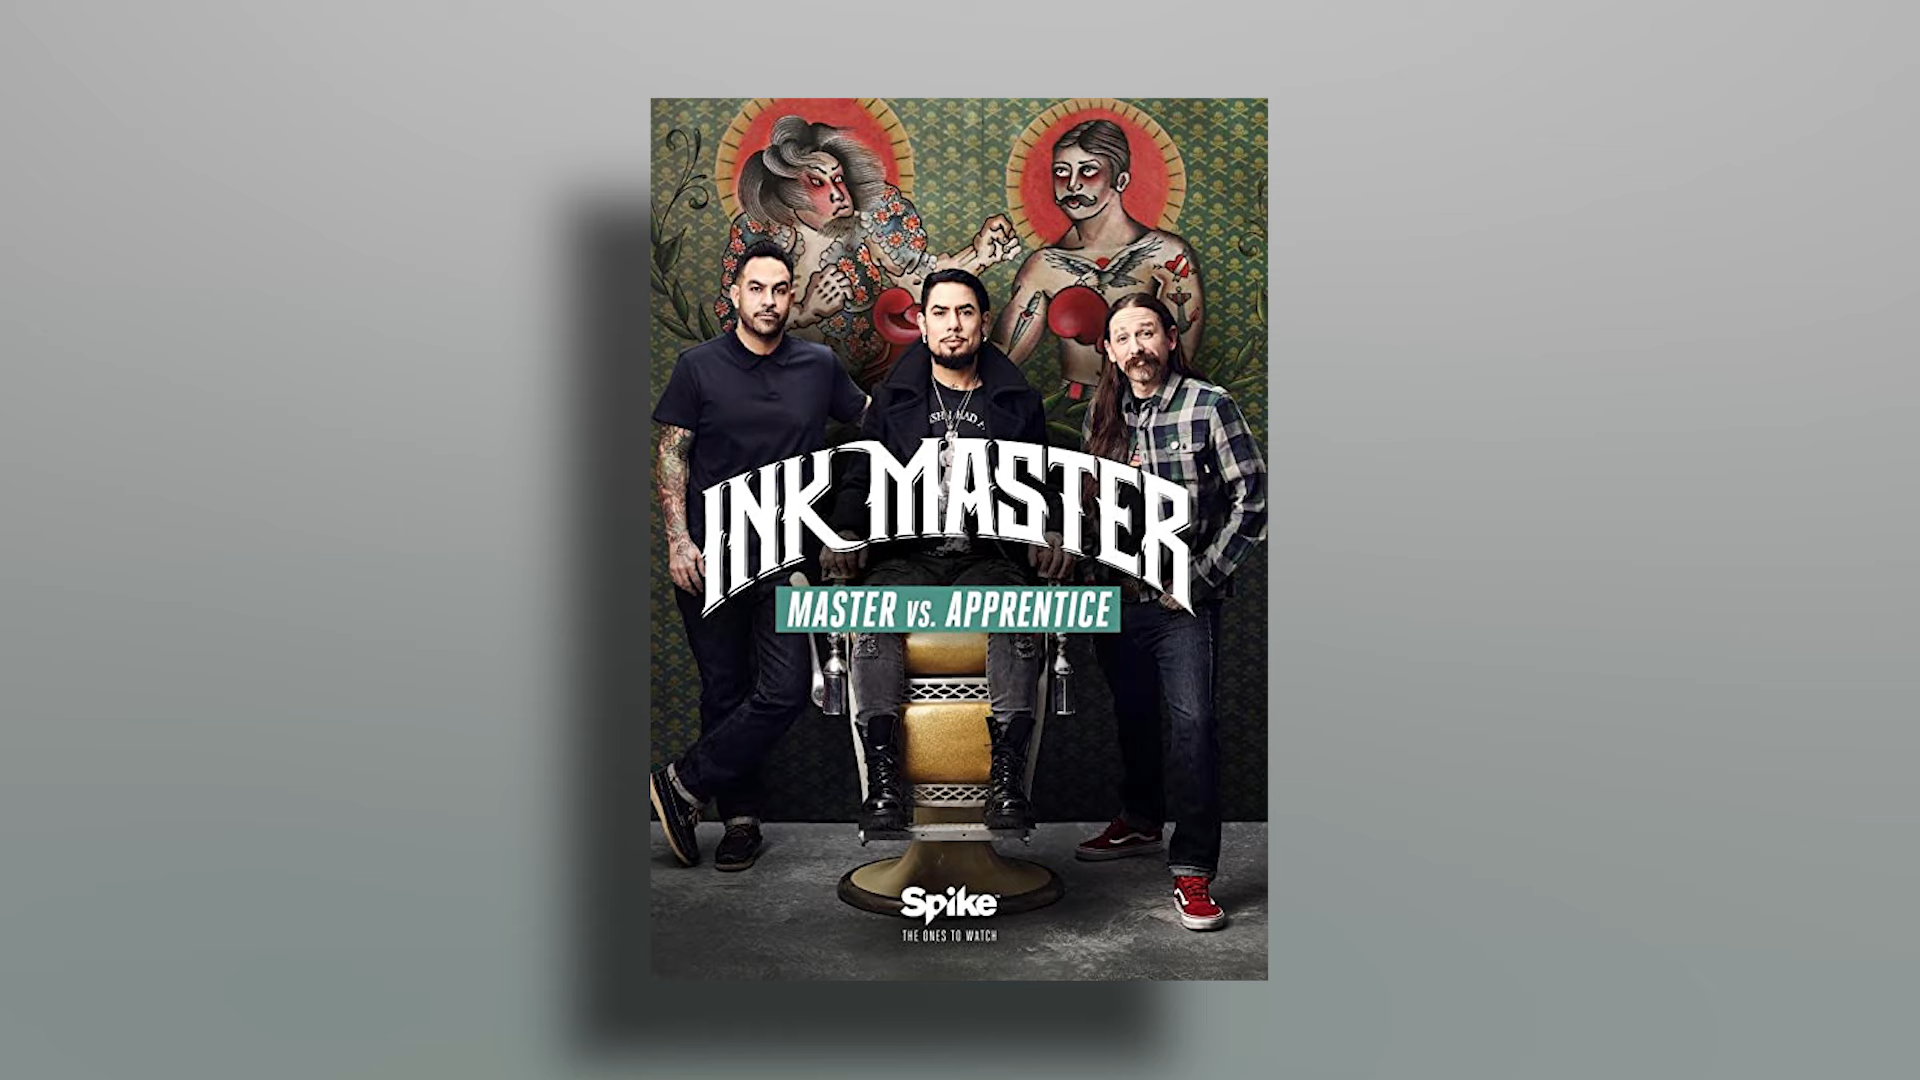 INK MASTER
MASTER VS. APPRENTICE
Spike
THE ONES TO WATCH